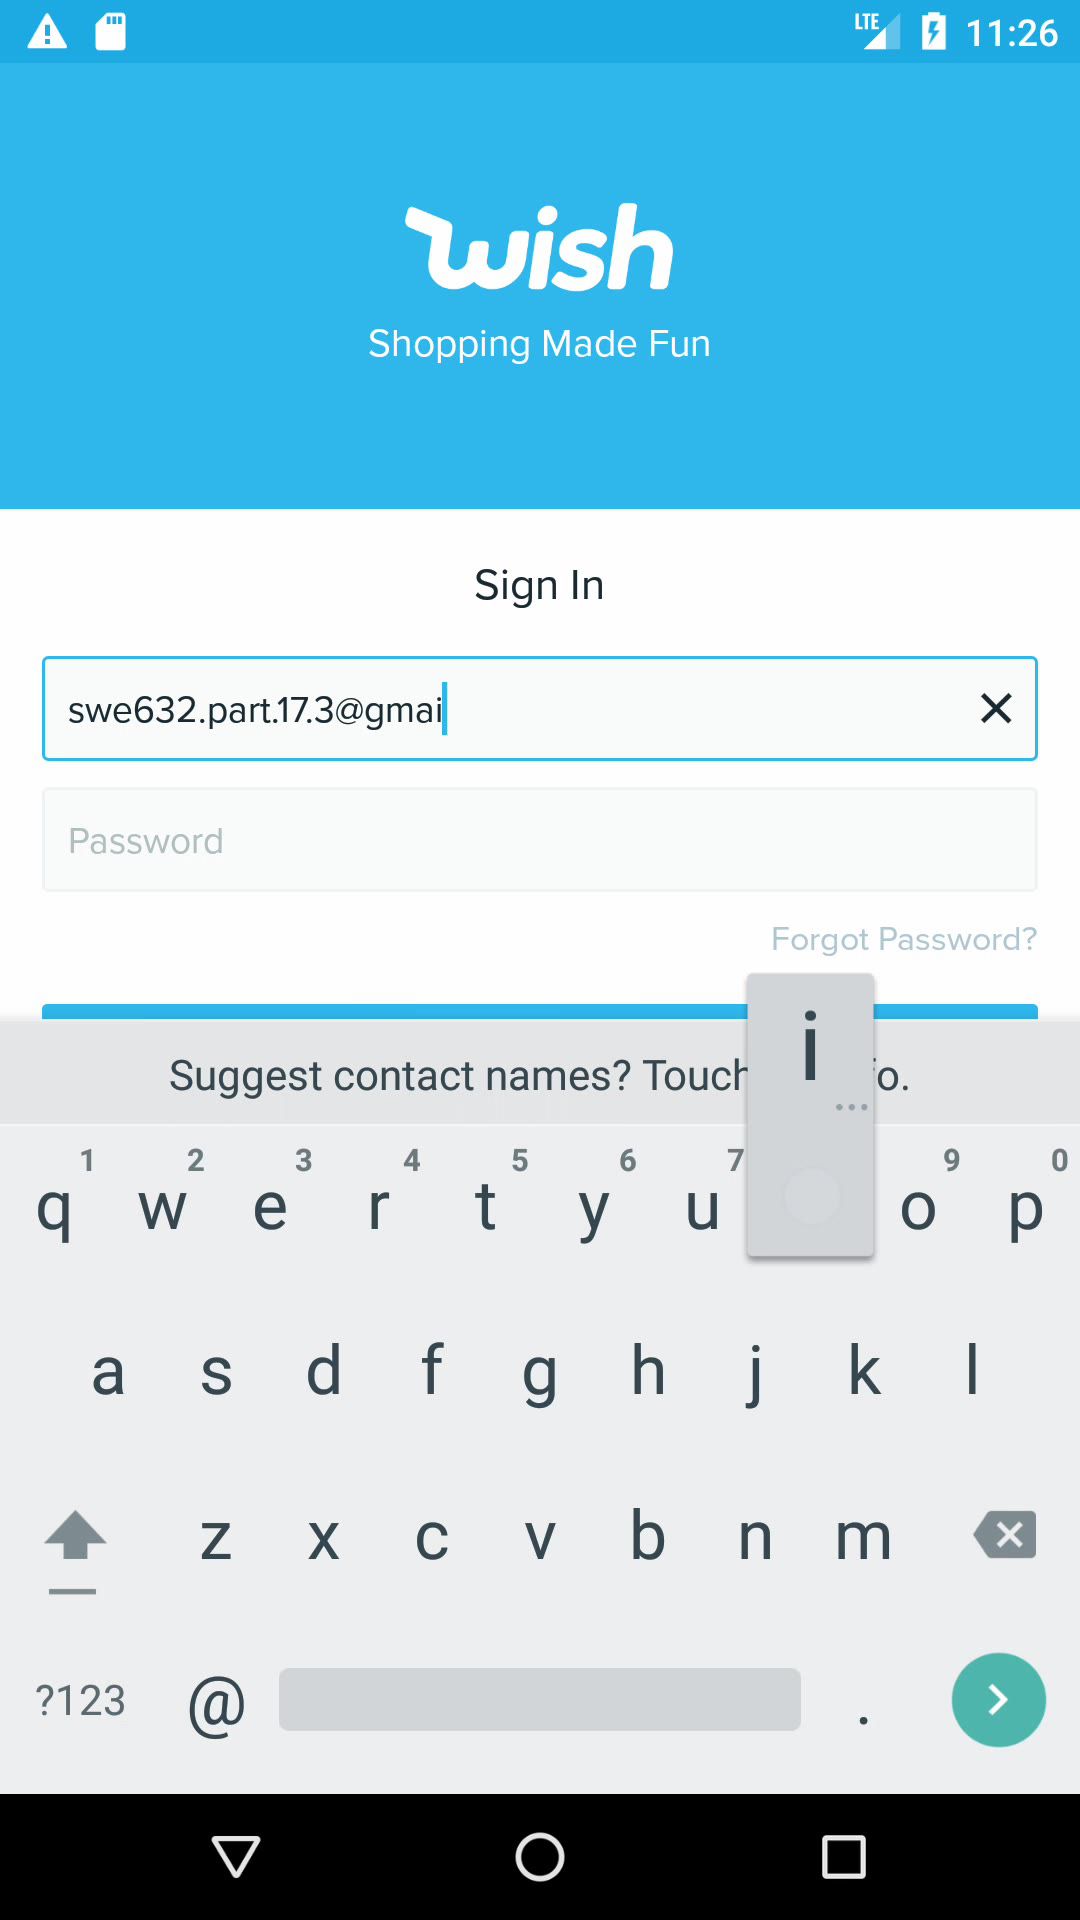 LTE 11:26
wish
Shopping Made Fun
Sign In
swe632.part.17.3@gmai
Password
Forgot Password?
i
Suggest contact names? Touch fo.
1 2 3 4 5 6 7 9 0
q w e r t y u o p
a s d f g h j k l
z x c v b n m
?123 @ .